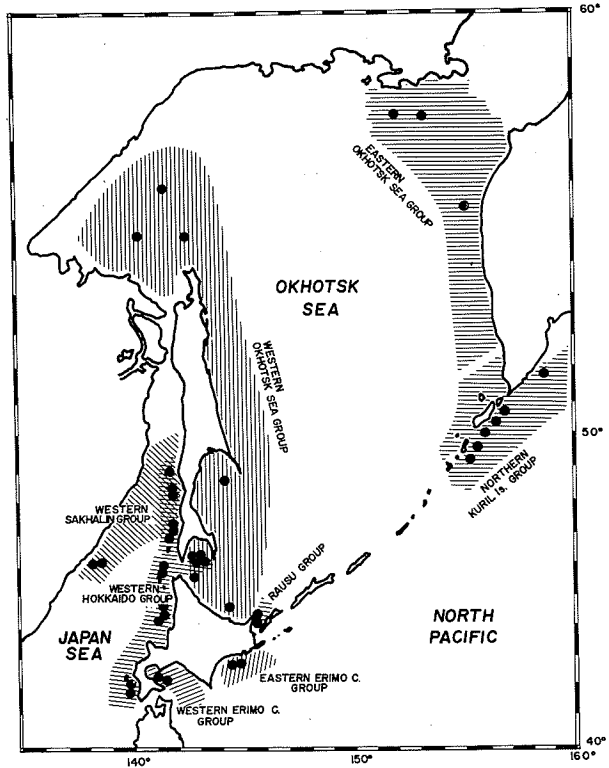 60°
EASTERN
OKHOTSK SEA GROUP
OKHOTSK
SEA
WESTERN
OKHOTSK SEA GROUP
50°
NORTHERN
KURIL Is. GROUP
WESTERN
SAKHALIN GROUP
RAUSU GROUP
WESTERN
HOKKAIDO GROUP
JAPAN
SEA
NORTH
PACIFIC
EASTERN ERIMO C.
GROUP
WESTERN ERIMO C.
GROUP
40°
140°
150°
160°